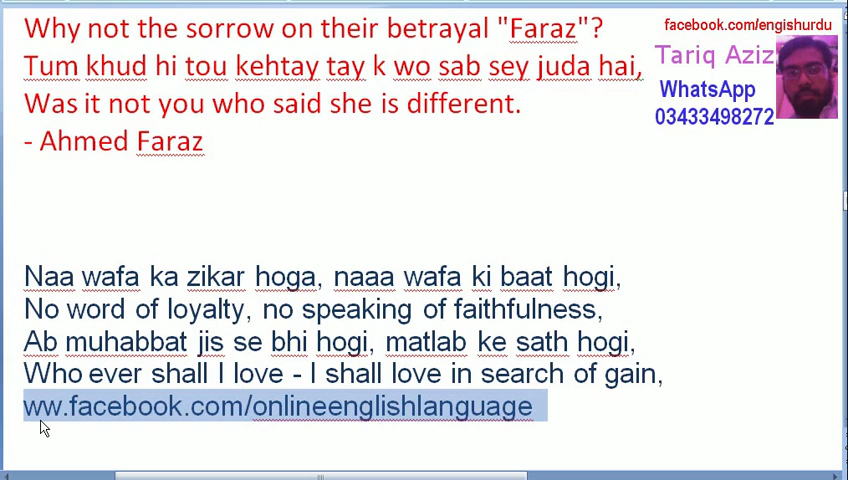 Why not the sorrow on their betrayal "Faraz"?
Tum khud hi tou kehtay tay k wo sab sey juda hai,
Was it not you who said she is different.
- Ahmed Faraz
facebook.com/engishurdu
Tariq Aziz
WhatsApp
03433498272
Naa wafa ka zikar hoga, naaa wafa ki baat hogi,
No word of loyalty, no speaking of faithfulness,
Ab muhabbat jis se bhi hogi, matlab ke sath hogi,
Who ever shall I love - I shall love in search of gain,
ww.facebook.com/onlineenglishlanguage